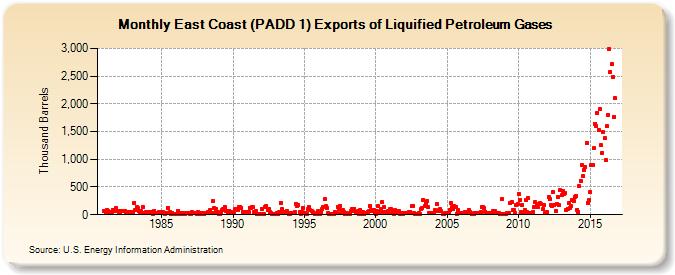 Monthly East Coast (PADD 1) Exports of Liquified Petroleum Gases
Thousand Barrels
3,000
2,500
2,000
1,500
1,000
500
0
1985 1990 1995 2000 2005 2010 2015
Source: U.S. Energy Information Administration